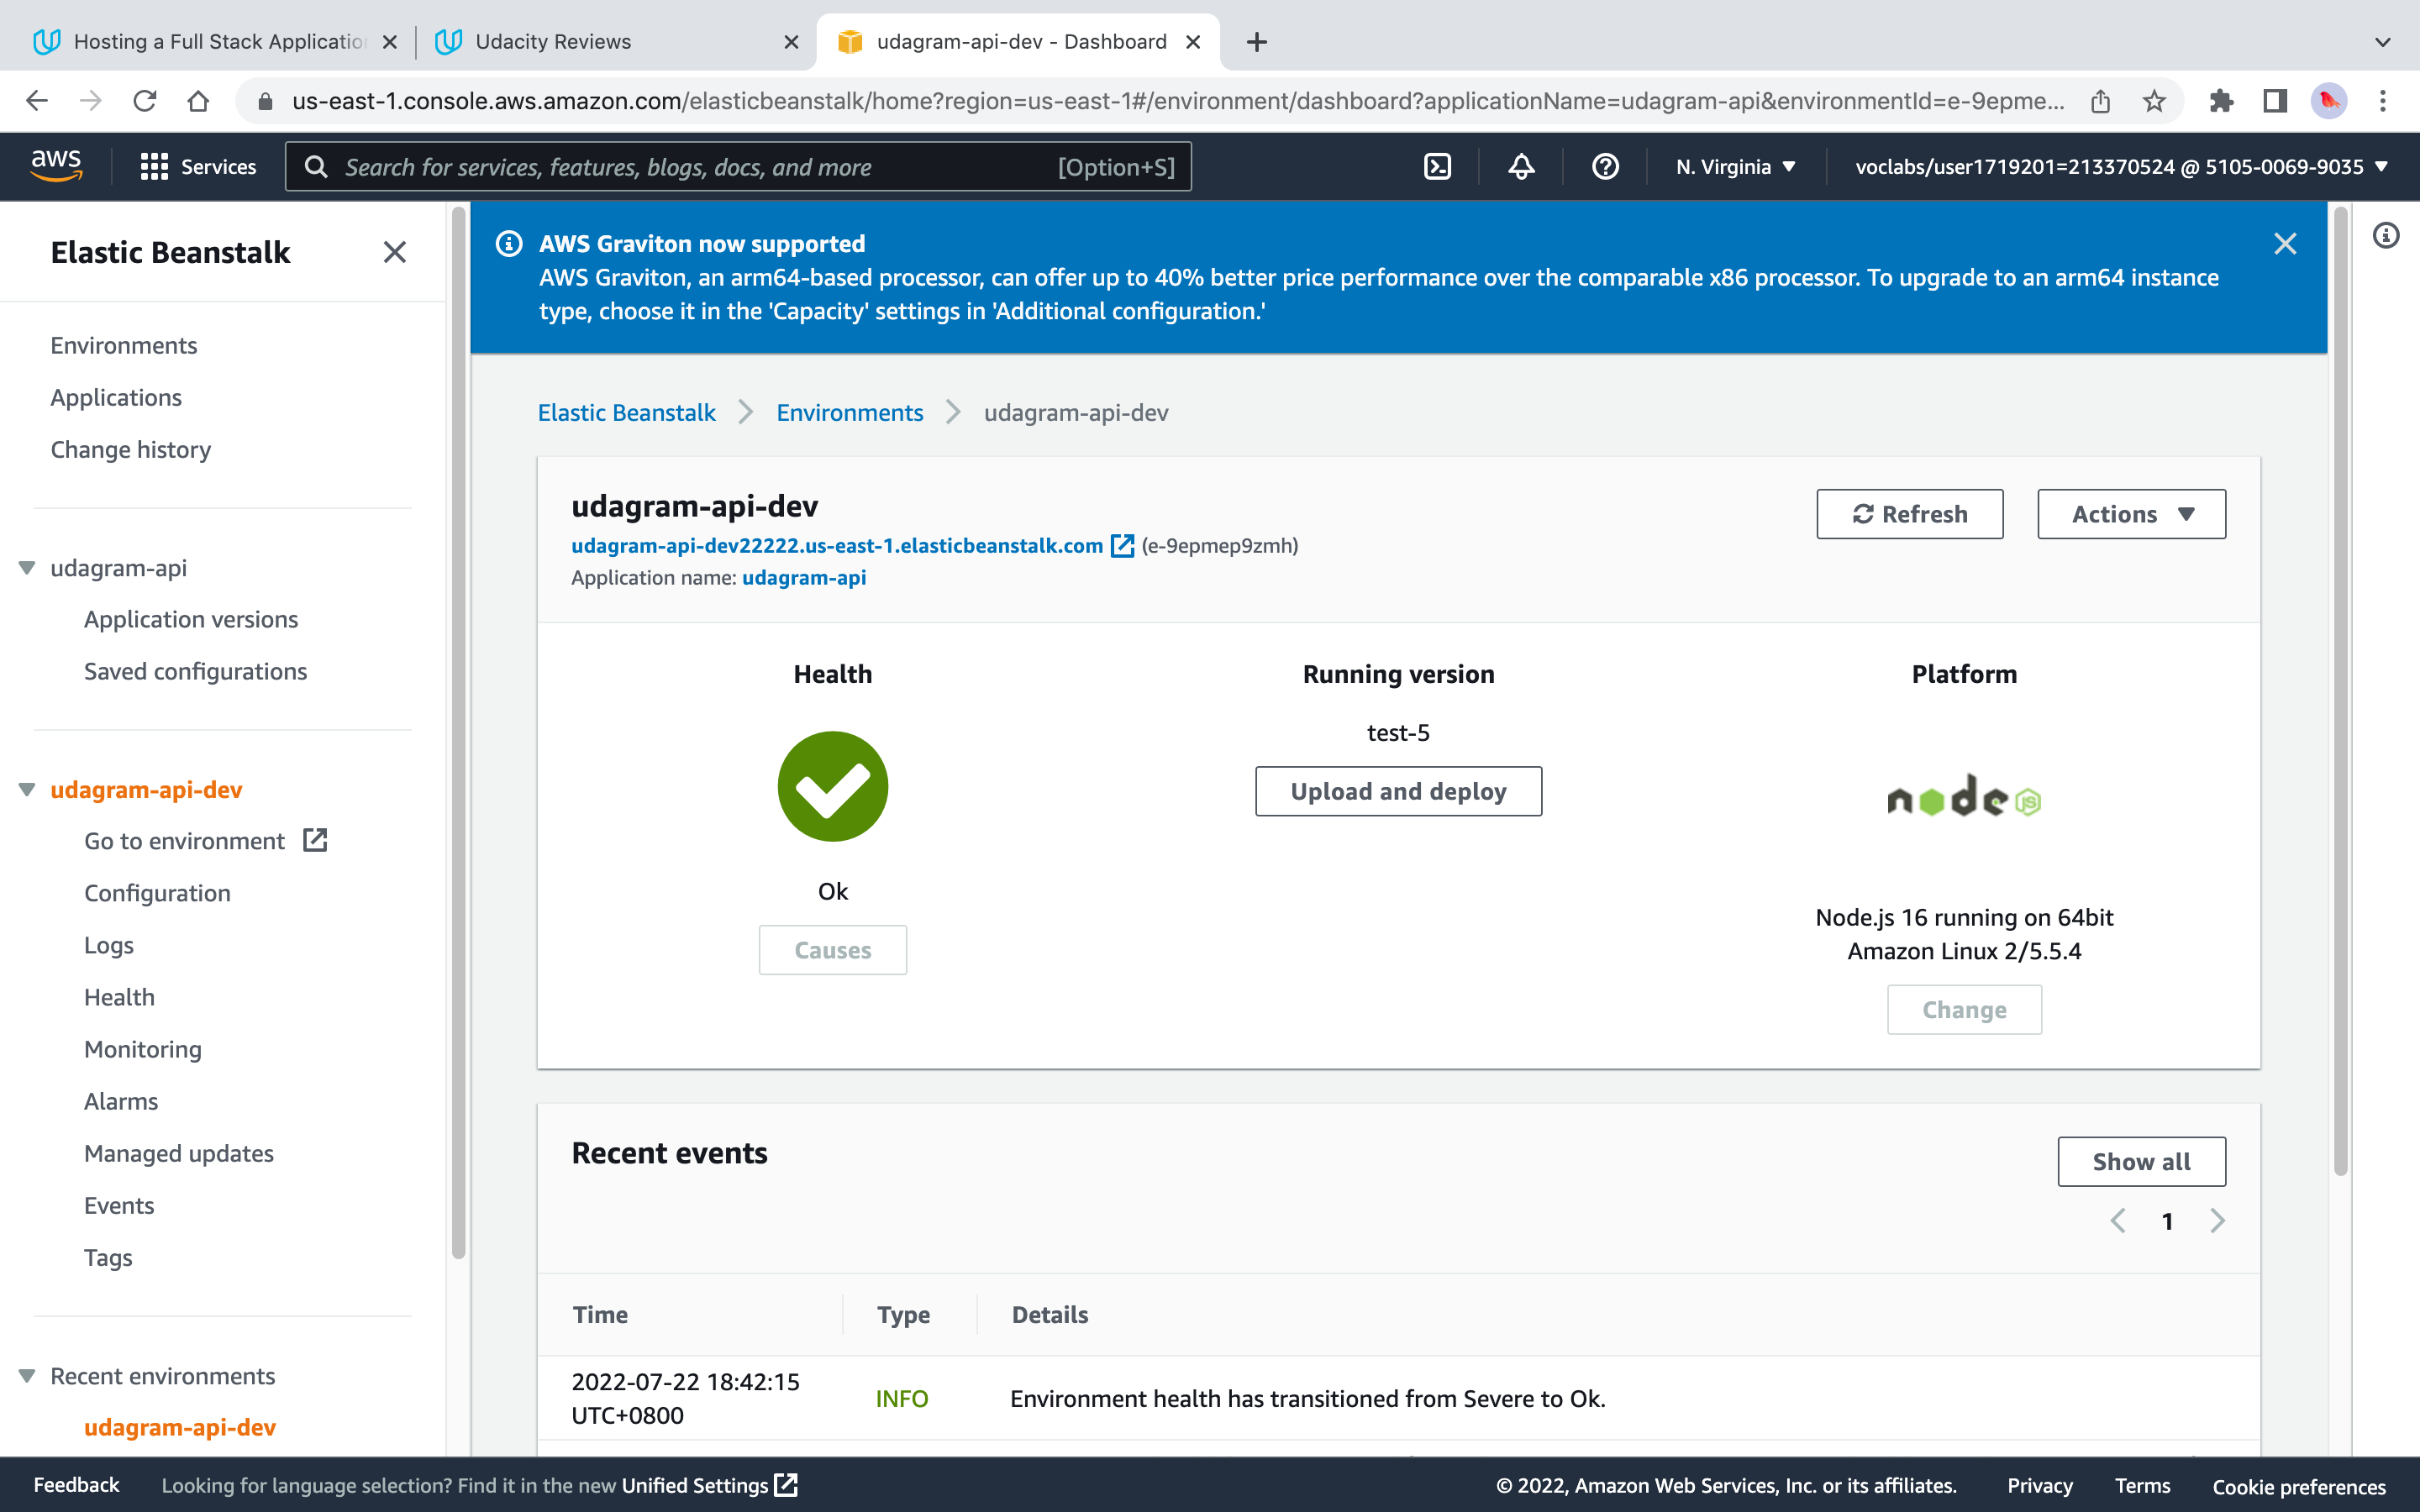 Hosting a Full Stack Application
Udacity Reviews
udagram-api-dev - Dashboard
us-east-1.console.aws.amazon.com/elasticbeanstalk/home?region=us-east-1#/environment/dashboard?applicationName=udagram-api&environmentId=e-9epme...
aws
Services
Search for services, features, blogs, docs, and more
[Option+S]
N. Virginia
voclabs/user1719201=213370524 @ 5105-0069-9035
Elastic Beanstalk
Environments
Applications
Change history
udagram-api
Application versions
Saved configurations
udagram-api-dev
Go to environment
Configuration
Logs
Health
Monitoring
Alarms
Managed updates
Events
Tags
Recent environments
udagram-api-dev
AWS Graviton now supported
AWS Graviton, an arm64-based processor, can offer up to 40% better price performance over the comparable x86 processor. To upgrade to an arm64 instance
type, choose it in the 'Capacity' settings in 'Additional configuration.'
Elastic Beanstalk
Environments
udagram-api-dev
udagram-api-dev
udagram-api-dev22222.us-east-1.elasticbeanstalk.com (e-9epmep9zmh)
Application name: udagram-api
Refresh
Actions
Health
Ok
Causes
Running version
test-5
Upload and deploy
Platform
node JS
Node.js 16 running on 64bit
Amazon Linux 2/5.5.4
Change
Recent events
Show all
1
Time
Type
Details
2022-07-22 18:42:15
UTC+0800
INFO
Environment health has transitioned from Severe to Ok.
Feedback
Looking for language selection? Find it in the new Unified Settings
© 2022, Amazon Web Services, Inc. or its affiliates.
Privacy
Terms
Cookie preferences